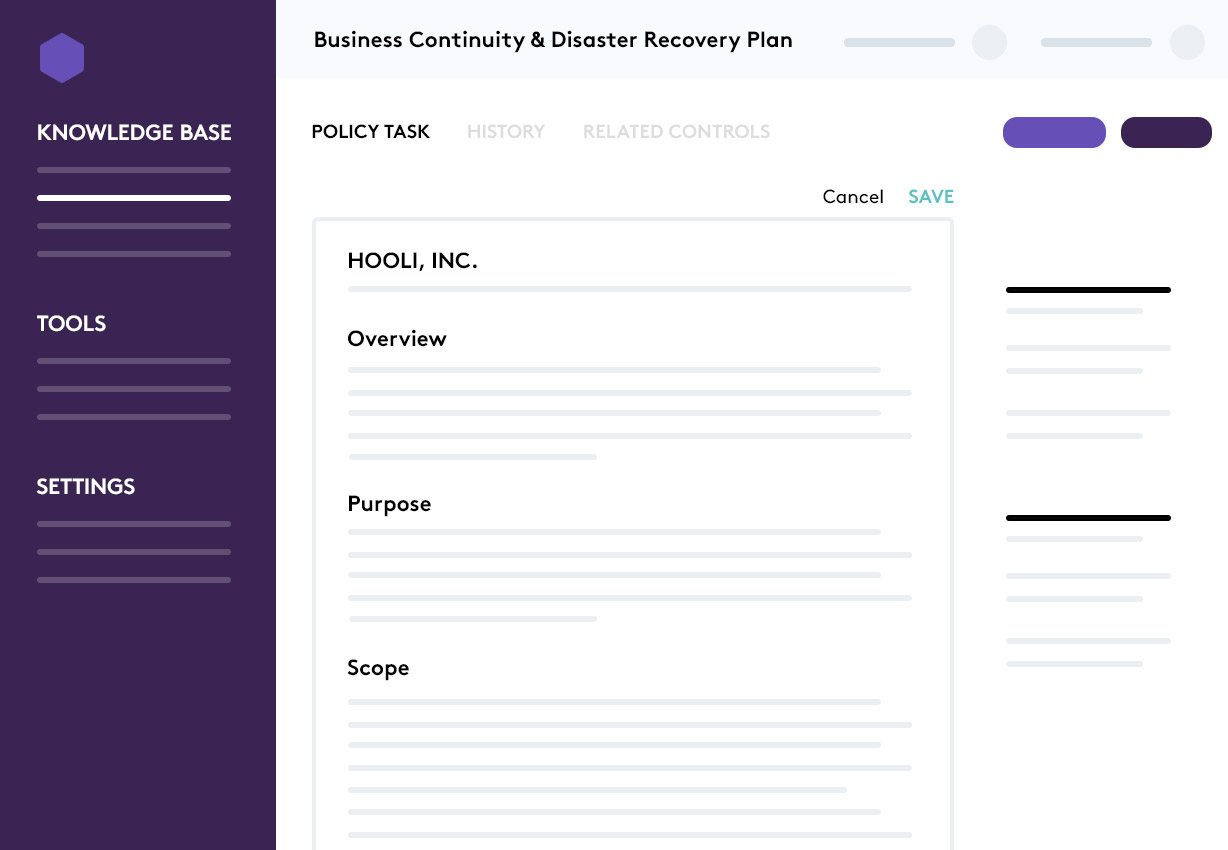 Business Continuity & Disaster Recovery Plan
KNOWLEDGE BASE
TOOLS
SETTINGS
POLICY TASK
HISTORY
RELATED CONTROLS
Cancel
SAVE
HOOLI, INC.
Overview
Purpose
Scope